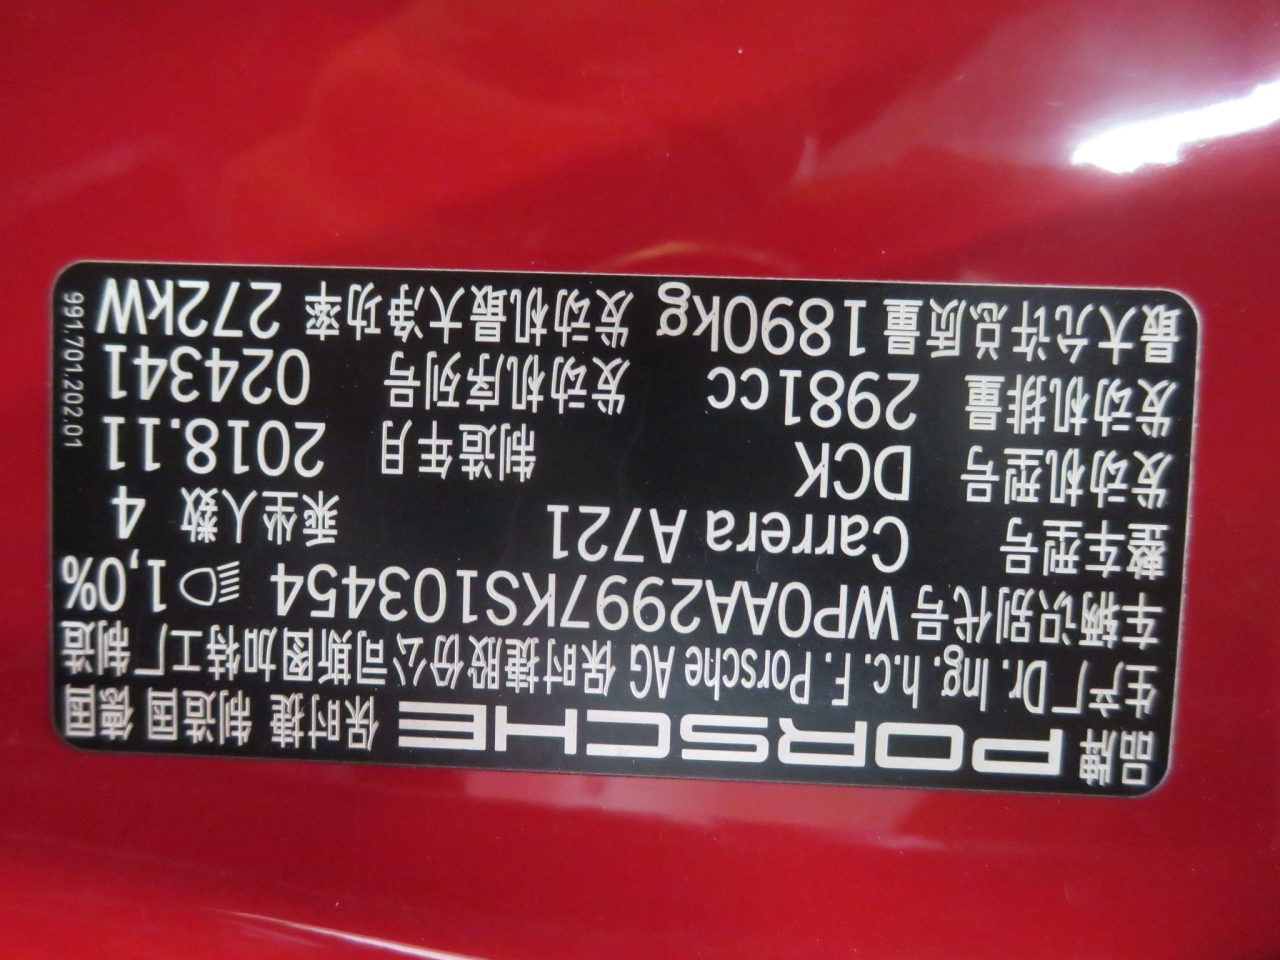 品牌 PORSCHE 保时捷 制造国 德国
生产厂 Dr. Ing. h.c. F. Porsche AG 保时捷股份公司斯图加特工厂制造
车辆识别代号 WP0AA2997KS103454 1,0%
整车型号 Carrera A721 乘坐人数 4
发动机型号 DCK 制造年月 2018.11
发动机排量 2981cc 发动机序列号 024341
最大允许总质量 1890kg 发动机最大净功率 272kW
991.701.202.01